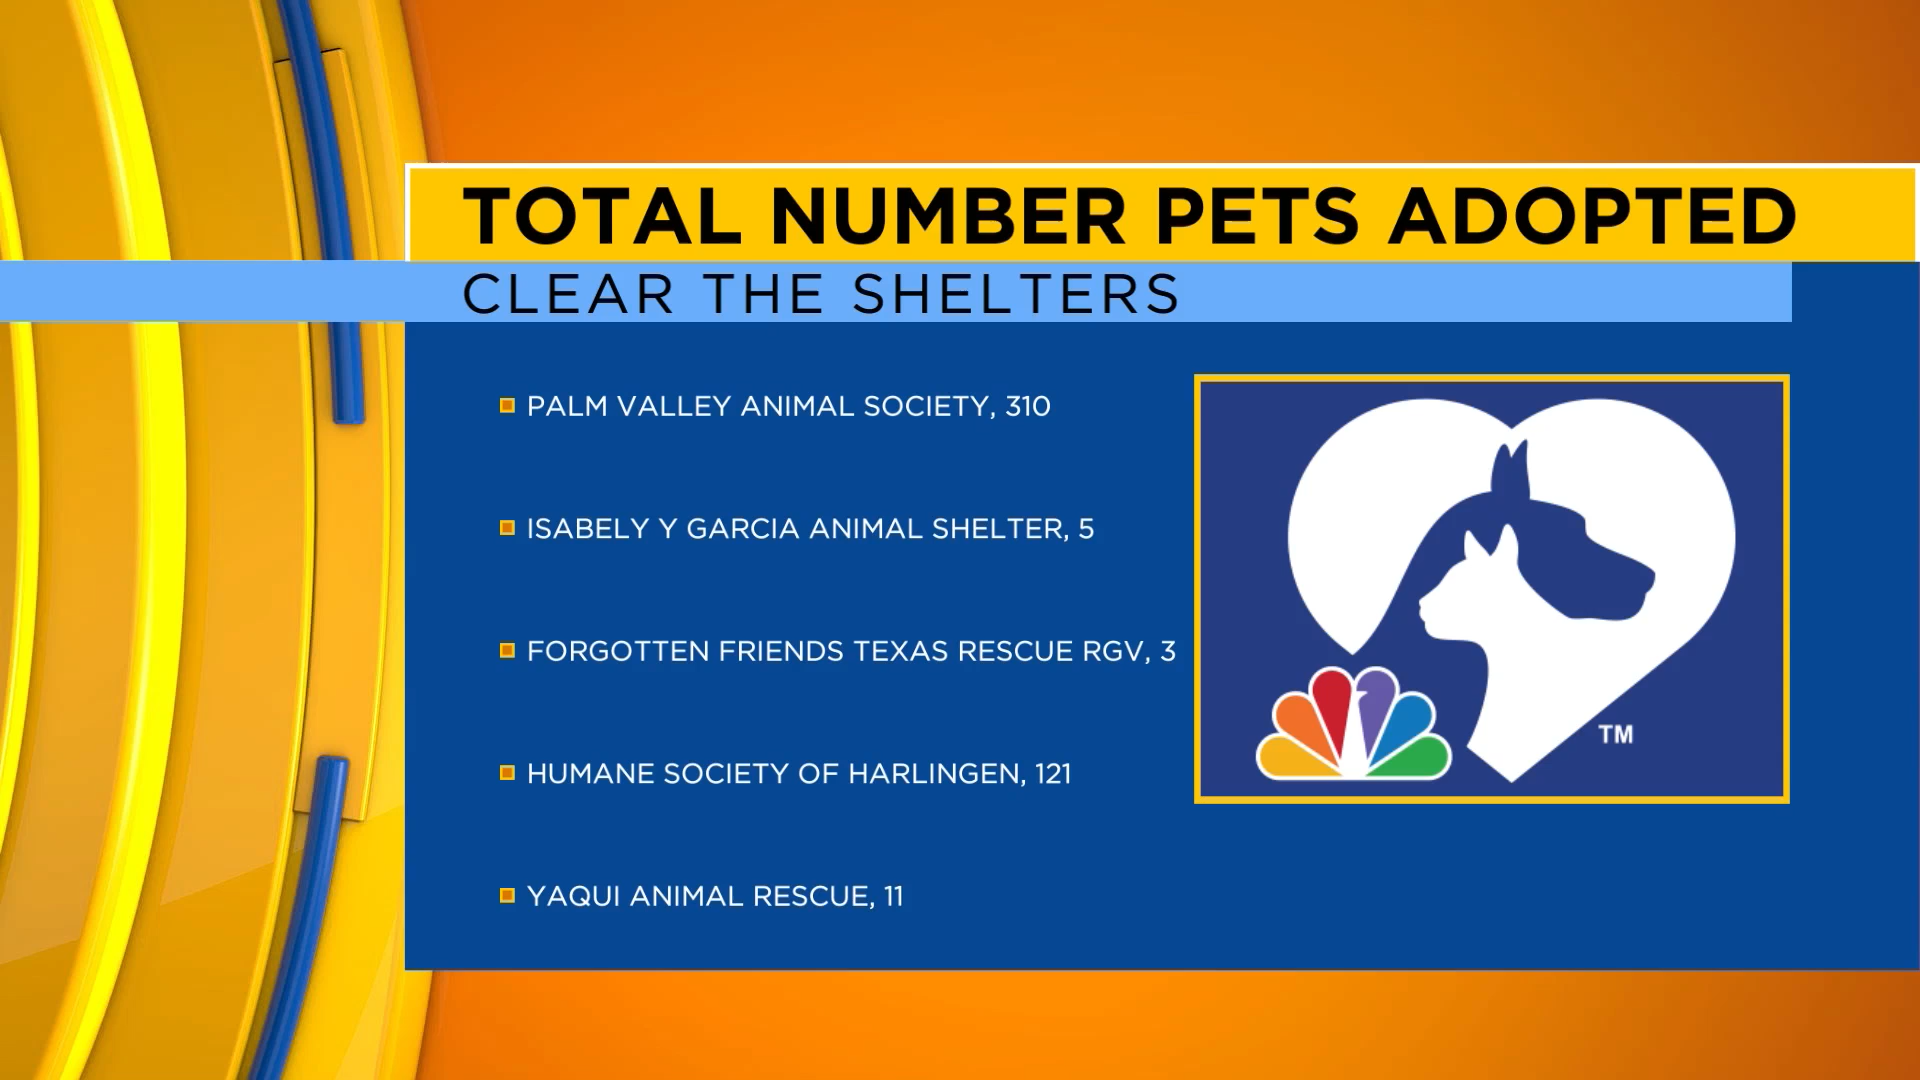 TOTAL NUMBER PETS ADOPTED
CLEAR THE SHELTERS
PALM VALLEY ANIMAL SOCIETY, 310
ISABELY Y GARCIA ANIMAL SHELTER, 5
FORGOTTEN FRIENDS TEXAS RESCUE RGV, 3
HUMANE SOCIETY OF HARLINGEN, 121
YAQUI ANIMAL RESCUE, 11
TM